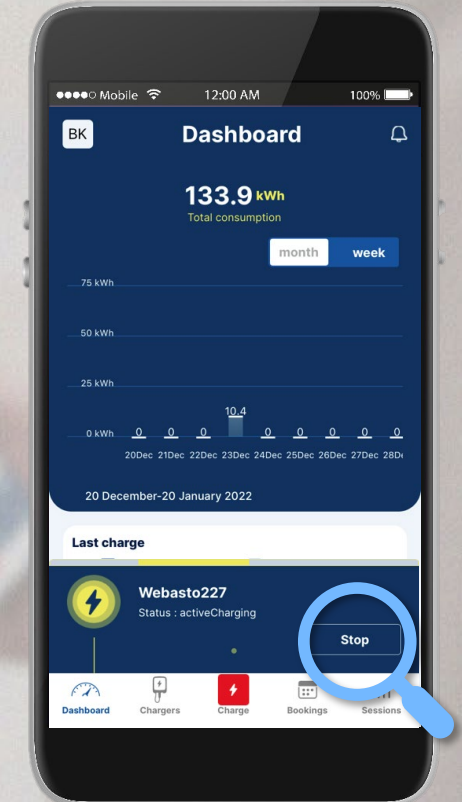 Mobile 12:00 AM 100%
BK Dashboard
133.9 kWh
Total consumption
month week
75 kWh
50 kWh
25 kWh
10.4
0 kWh 0 0 0 0 0 0 0 0
20Dec 21Dec 22Dec 23Dec 24Dec 25Dec 26Dec 27Dec 28D
20 December-20 January 2022
Last charge
Webasto227
Status : activeCharging
Stop
Dashboard Chargers Charge Bookings Sessions